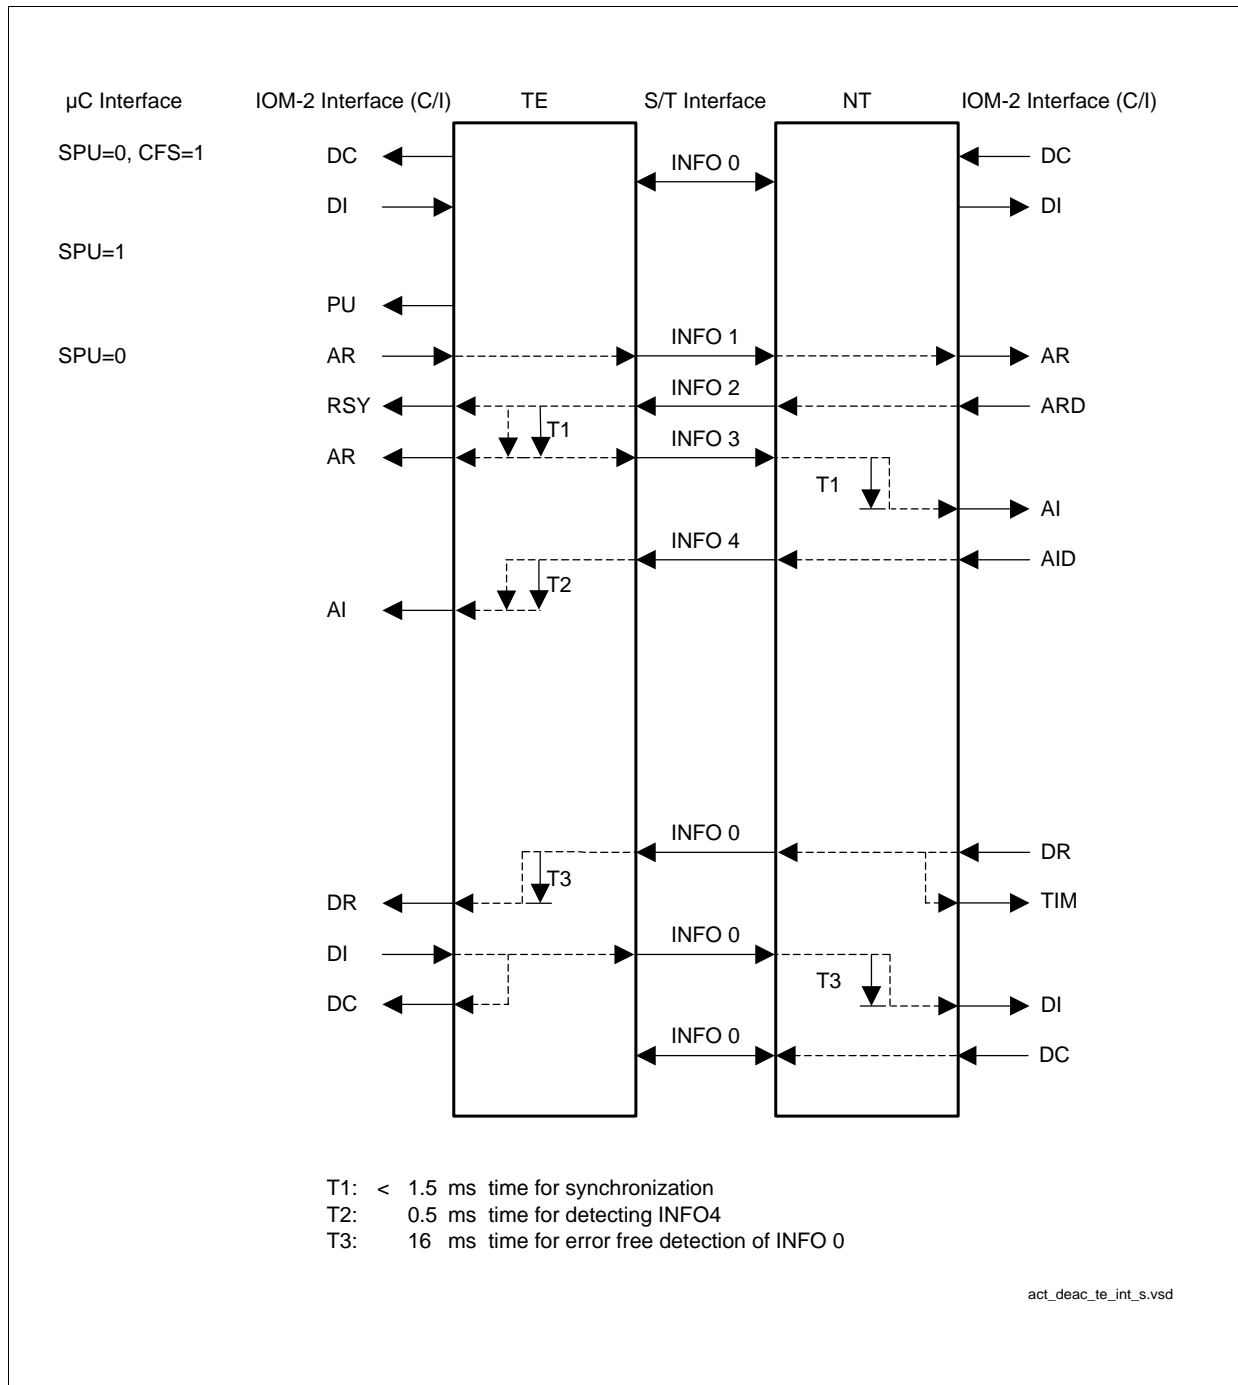 µC Interface IOM-2 Interface (C/I) TE S/T Interface NT IOM-2 Interface (C/I)
SPU=0, CFS=1 DC INFO 0 DC
DI DI
SPU=1
PU
SPU=0 AR INFO 1 AR
RSY INFO 2 ARD
T1
AR INFO 3
T1
AI
INFO 4 AID
T2
AI
INFO 0 DR
T3
DR TIM
DI INFO 0
T3
DC DI
INFO 0 DC
T1: < 1.5 ms time for synchronization
T2: 0.5 ms time for detecting INFO4
T3: 16 ms time for error free detection of INFO 0
act_deac_te_int_s.vsd